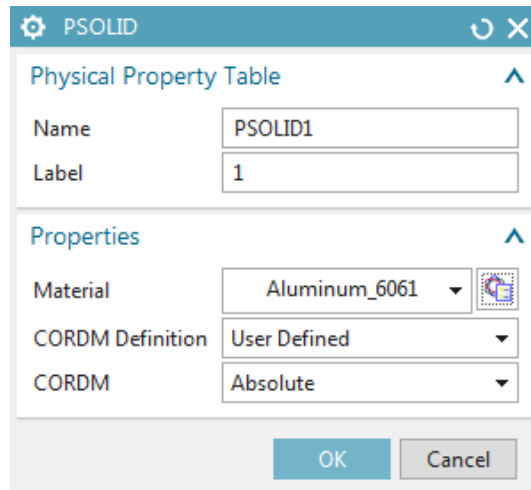 PSOLID
Physical Property Table
Name PSOLID1
Label 1
Properties
Material Aluminum_6061
CORDM Definition User Defined
CORDM Absolute
OK Cancel